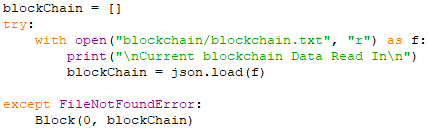 blockChain = []
try:
    with open("blockchain/blockchain.txt", "r") as f:
        print("\nCurrent blockchain Data Read In\n")
        blockChain = json.load(f)

except FileNotFoundError:
    Block(0, blockChain)